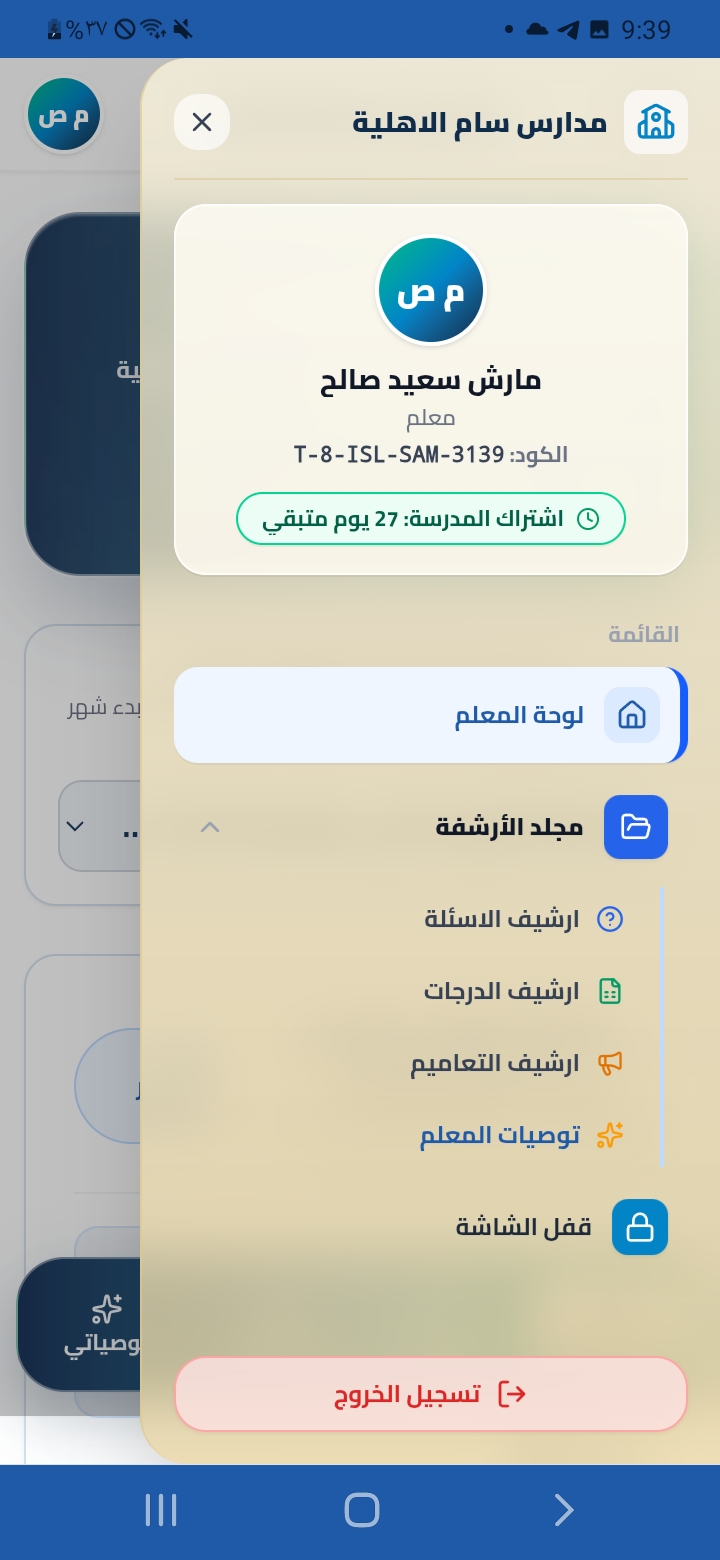 9:39
%٣٧
م ص
مدارس سام الاهلية
م ص
مارش سعيد صالح
معلم
الكود: T-8-ISL-SAM-3139
اشتراك المدرسة: 27 يوم متبقي
القائمة
لوحة المعلم
بدء شهر
مجلد الأرشفة
..
ارشيف الاسئلة
ارشيف الدرجات
ارشيف التعاميم
توصيات المعلم
قفل الشاشة
وصياتي
تسجيل الخروج